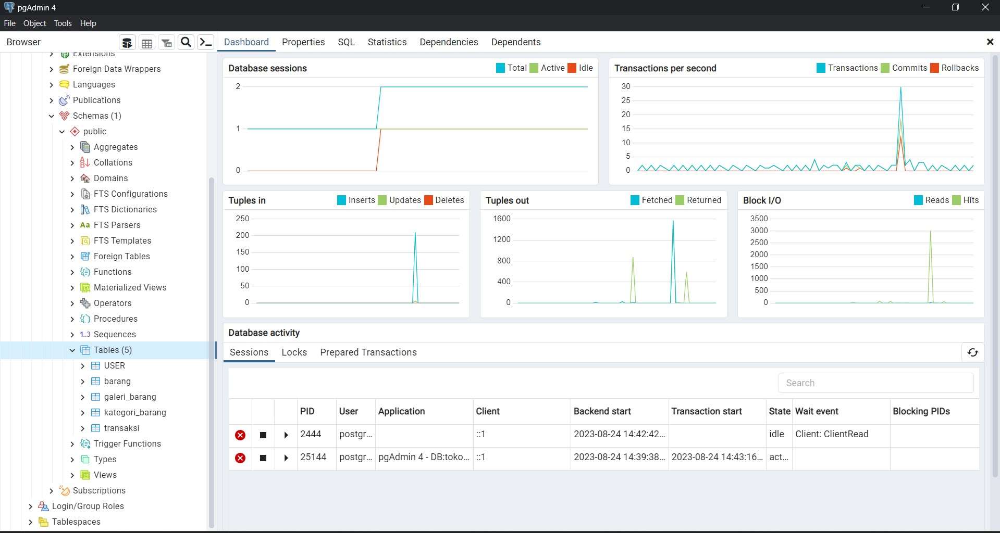 pgAdmin 4
File Object Tools Help
Browser
Dashboard Properties SQL Statistics Dependencies Dependents
Extensions
Foreign Data Wrappers
Languages
Publications
Schemas (1)
public
Aggregates
Collations
Domains
FTS Configurations
FTS Dictionaries
Aa FTS Parsers
FTS Templates
Foreign Tables
Functions
Materialized Views
Operators
Procedures
1..3 Sequences
Tables (5)
USER
barang
galeri_barang
kategori_barang
transaksi
Trigger Functions
Types
Views
Subscriptions
Login/Group Roles
Tablespaces
Database sessions Total Active Idle
2
1
0
Transactions per second Transactions Commits Rollbacks
30
25
20
15
10
5
0
Tuples in Inserts Updates Deletes
250
200
150
100
50
0
Tuples out Fetched Returned
1600
1200
800
400
0
Block I/O Reads Hits
3500
3000
2500
2000
1500
1000
500
0
Database activity
Sessions Locks Prepared Transactions
Search
PID User Application Client Backend start Transaction start State Wait event Blocking PIDs
2444 postgr... ::1 2023-08-24 14:42:42... idle Client: ClientRead
25144 postgr... pgAdmin 4 - DB:toko... ::1 2023-08-24 14:39:38... 2023-08-24 14:43:16... act...